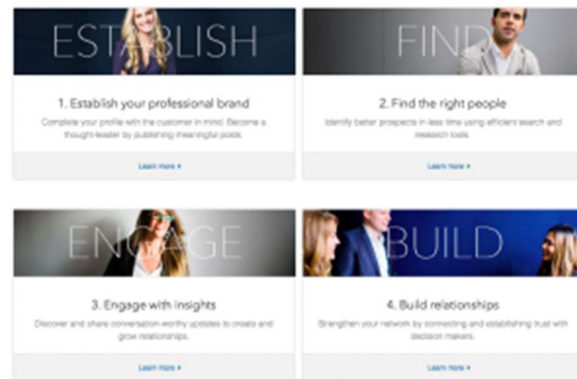 ESTABLISH
1. Establish your professional brand
Complete your profile with the customer in mind. Become a
thought-leader by publishing meaningful posts.
Learn more ▸
FIND
2. Find the right people
Identify better prospects in less time using efficient search and
research tools.
Learn more ▸
ENGAGE
3. Engage with insights
Discover and share conversation-worthy updates to create and
grow relationships.
Learn more ▸
BUILD
4. Build relationships
Strengthen your network by connecting and establishing trust with
decision makers.
Learn more ▸